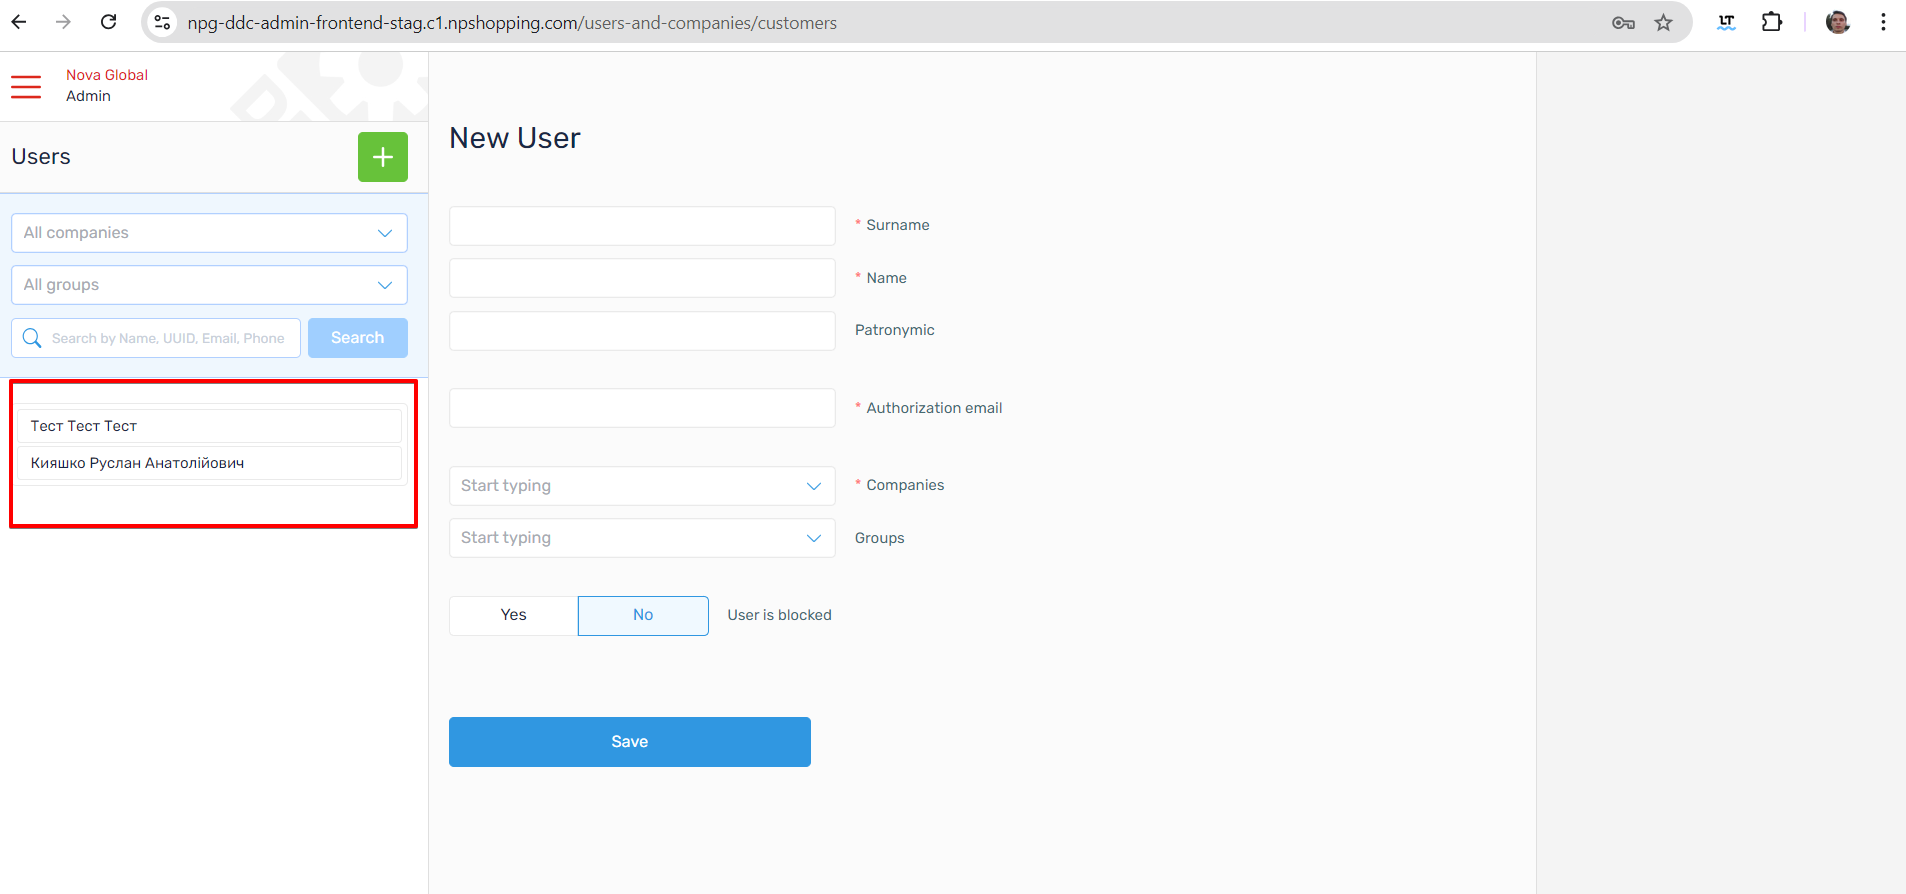 npg-ddc-admin-frontend-stag.c1.npshopping.com/users-and-companies/customers
LT
Nova Global
Admin
Users
All companies
All groups
Search by Name, UUID, Email, Phone
Search
Тест Тест Тест
Кияшко Руслан Анатолійович
New User
* Surname
* Name
Patronymic
* Authorization email
Start typing
* Companies
Start typing
Groups
Yes
No
User is blocked
Save